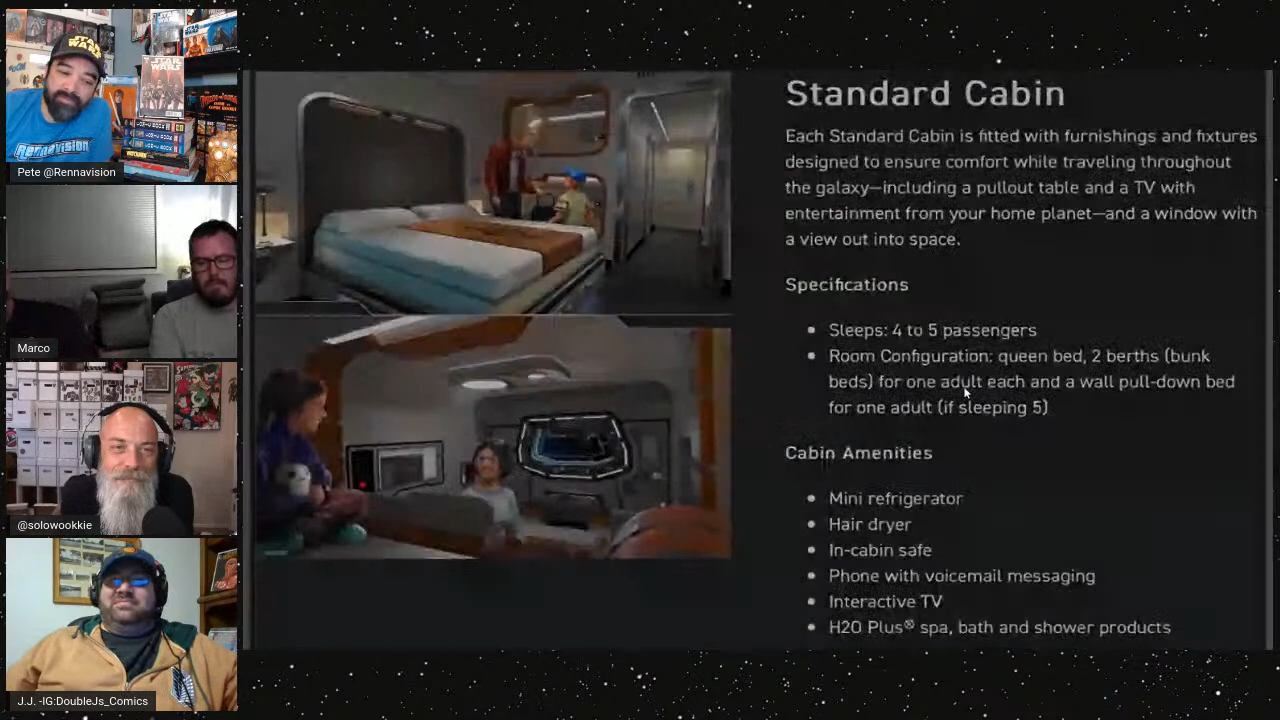 STAR
WARS
STAR
WARS
Rennavision
Pete @Rennavision
Marco
@solowookkie
J.J. -IG:DoubleJs_Comics
Standard Cabin
Each Standard Cabin is fitted with furnishings and fixtures
designed to ensure comfort while traveling throughout
the galaxy—including a pullout table and a TV with
entertainment from your home planet—and a window with
a view out into space.
Specifications
Sleeps: 4 to 5 passengers
Room Configuration: queen bed, 2 berths (bunk
beds) for one adult each and a wall pull-down bed
for one adult (if sleeping 5)
Cabin Amenities
Mini refrigerator
Hair dryer
In-cabin safe
Phone with voicemail messaging
Interactive TV
H2O Plus® spa, bath and shower products